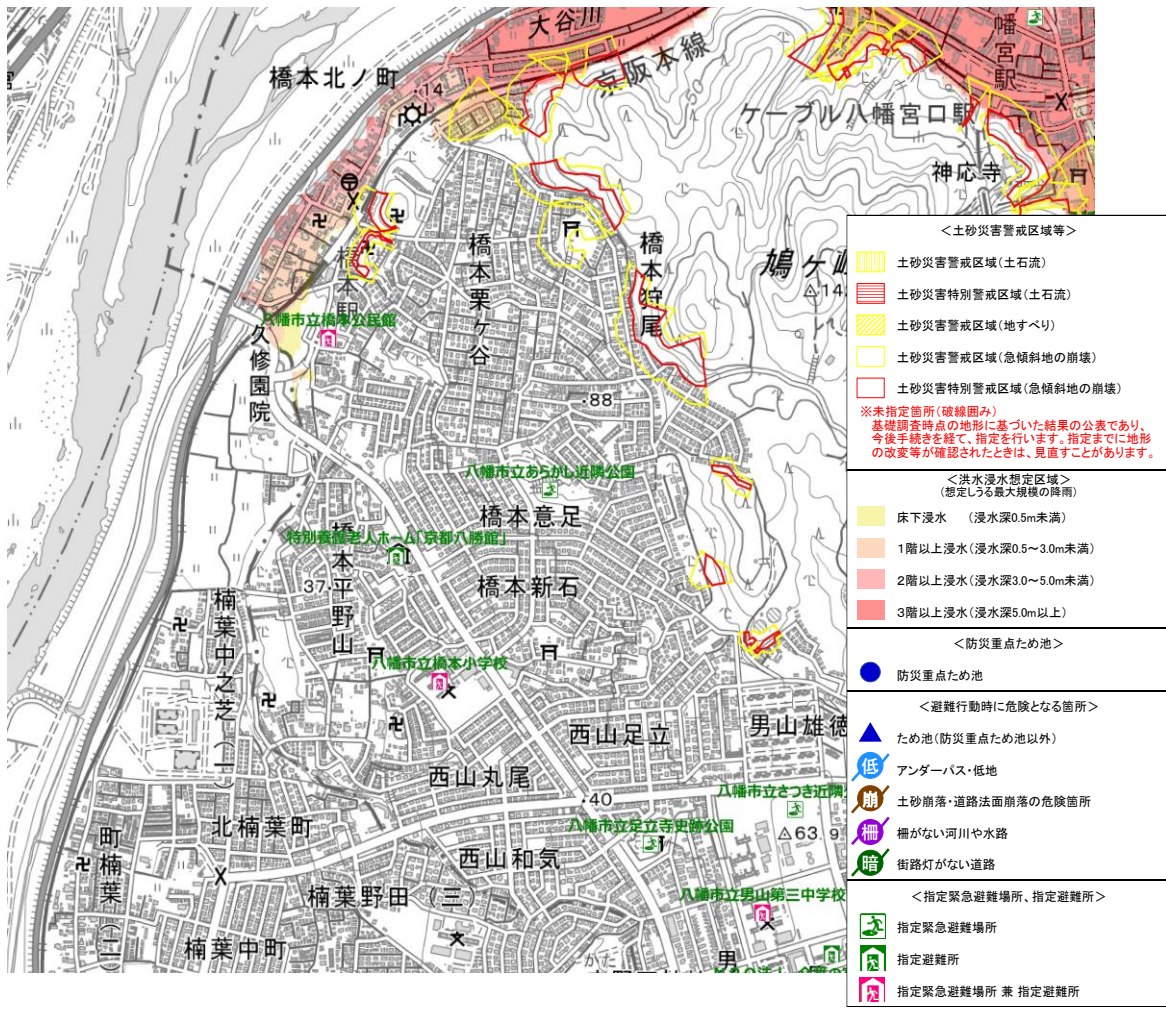 大谷川
橋本北ノ町
・14
京阪本線
50
幡宮駅
ケーブル八幡宮口駅
神応寺
橋本栗ケ谷
橋本狩尾
橋本駅
八幡市立橋本公民館
久修園院
・88
八幡市立あらかし近隣公園
橋本意足
特別養護老人ホーム「京都八勝館」
橋本平野山
37・
橋本新石
楠葉中之芝(二)
八幡市立橋本小学校
西山足立
男山雄徳
西山丸尾
八幡市立さつき近隣
・40
八幡市立足立寺史跡公園
△63.9
北楠葉町
町楠葉(二)
西山和気
楠葉野田(三)
八幡市立男山第三中学校
楠葉中町
男
<土砂災害警戒区域等>
土砂災害警戒区域(土石流)
土砂災害特別警戒区域(土石流)
土砂災害警戒区域(地すべり)
土砂災害警戒区域(急傾斜地の崩壊)
土砂災害特別警戒区域(急傾斜地の崩壊)
※未指定箇所(破線囲み)
基礎調査時点の地形に基づいた結果の公表であり、
今後手続きを経て、指定を行います。指定までに地形
の改変等が確認されたときは、見直すことがあります。
<洪水浸水想定区域>
(想定しうる最大規模の降雨)
床下浸水 (浸水深0.5m未満)
1階以上浸水(浸水深0.5~3.0m未満)
2階以上浸水(浸水深3.0~5.0m未満)
3階以上浸水(浸水深5.0m以上)
<防災重点ため池>
防災重点ため池
<避難行動時に危険となる箇所>
ため池(防災重点ため池以外)
低 アンダーパス・低地
崩 土砂崩落・道路法面崩落の危険箇所
柵 柵がない河川や水路
暗 街路灯がない道路
<指定緊急避難場所、指定避難所>
指定緊急避難場所
指定避難所
指定緊急避難場所 兼 指定避難所